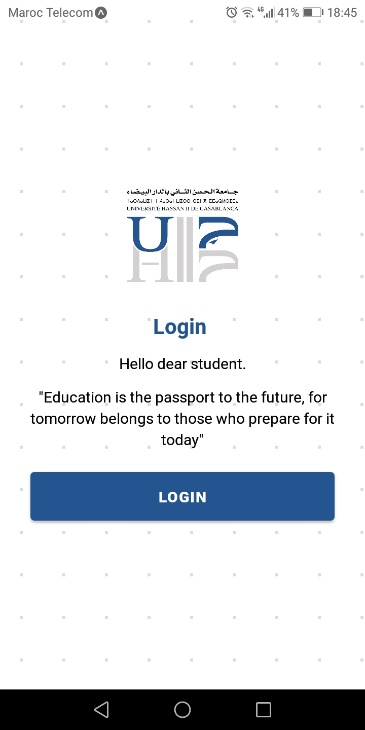 Maroc Telecom
4G
41%
18:45
جامعة الحسن الثاني بالدار البيضاء
UNIVERSITÉ HASSAN II DE CASABLANCA
Login
Hello dear student.
"Education is the passport to the future, for
tomorrow belongs to those who prepare for it
today"
LOGIN